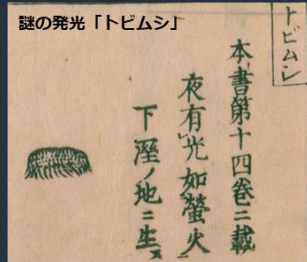 謎の発光「トビムシ」
トビムシ
本書第十四巻ニ載
夜有光如螢火
下溼ノ地ニ生ス